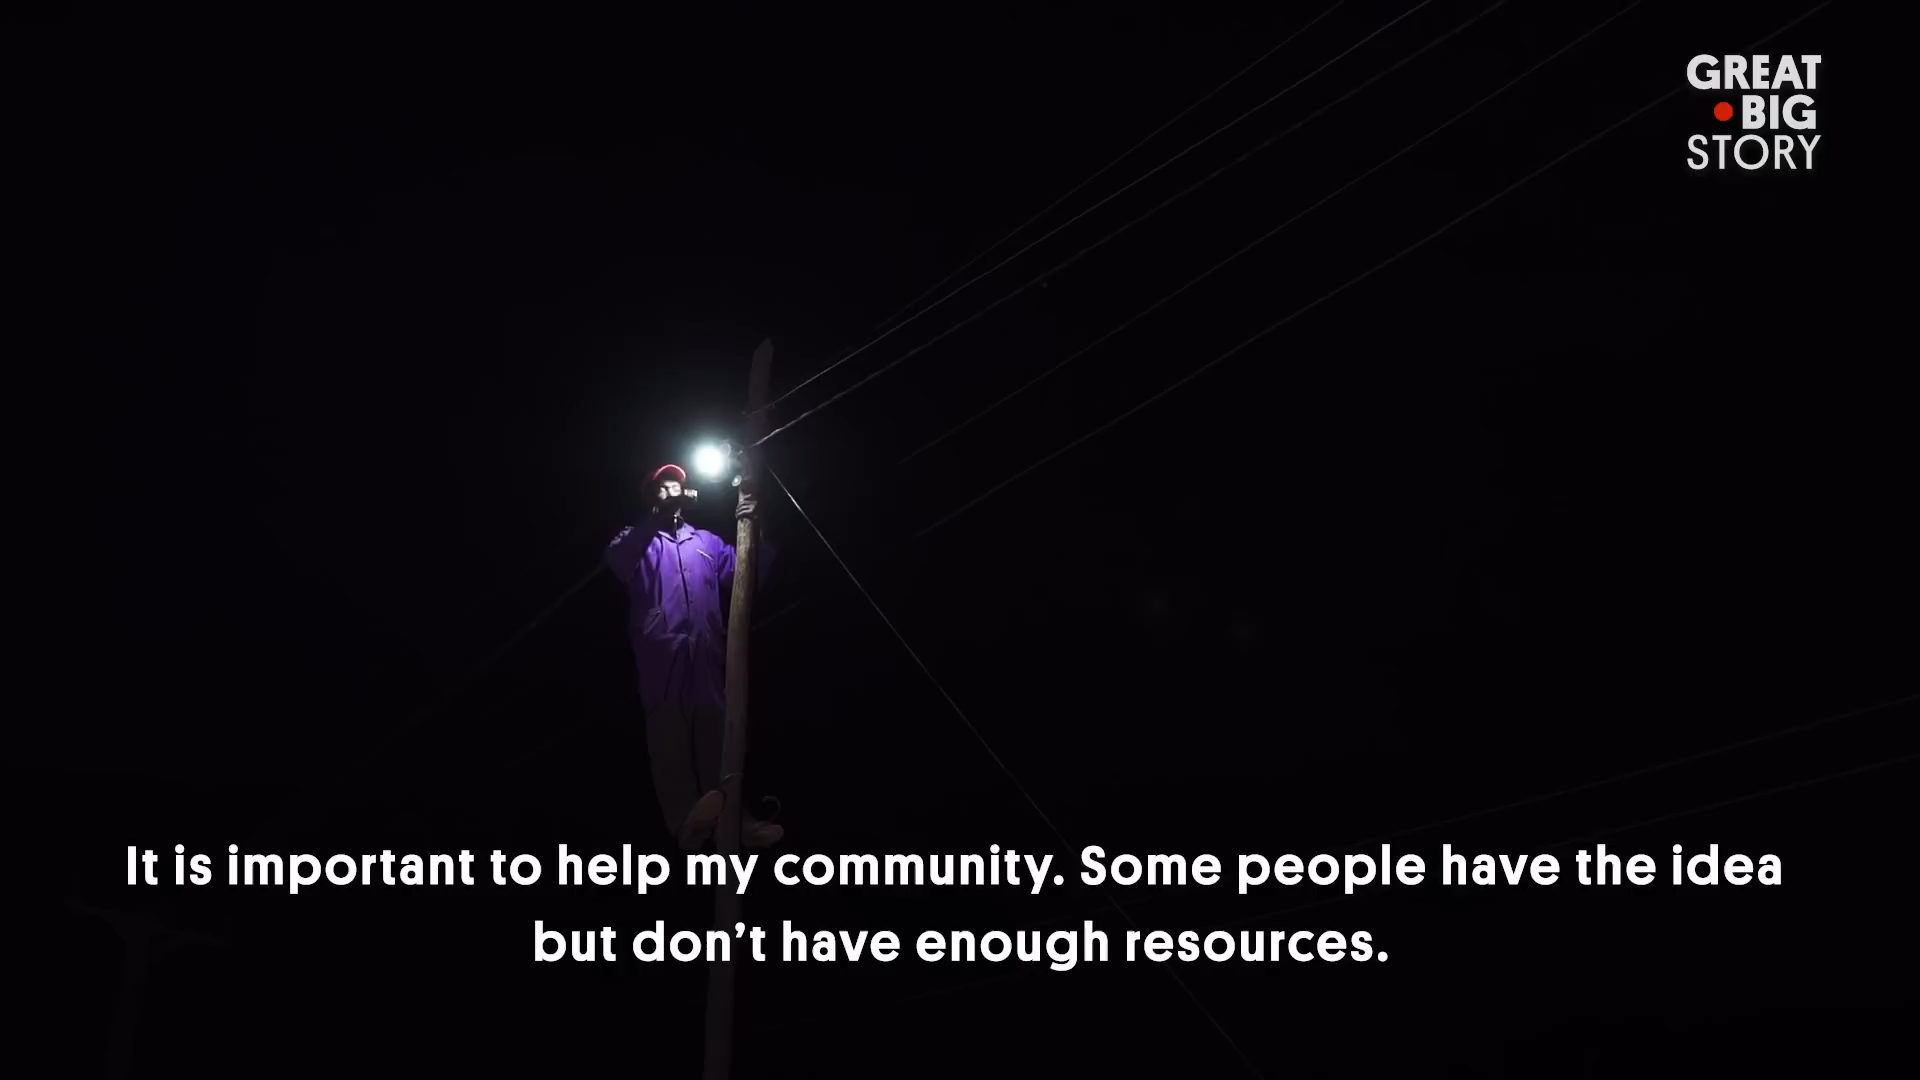 GREAT
BIG
STORY
It is important to help my community. Some people have the idea
but don't have enough resources.